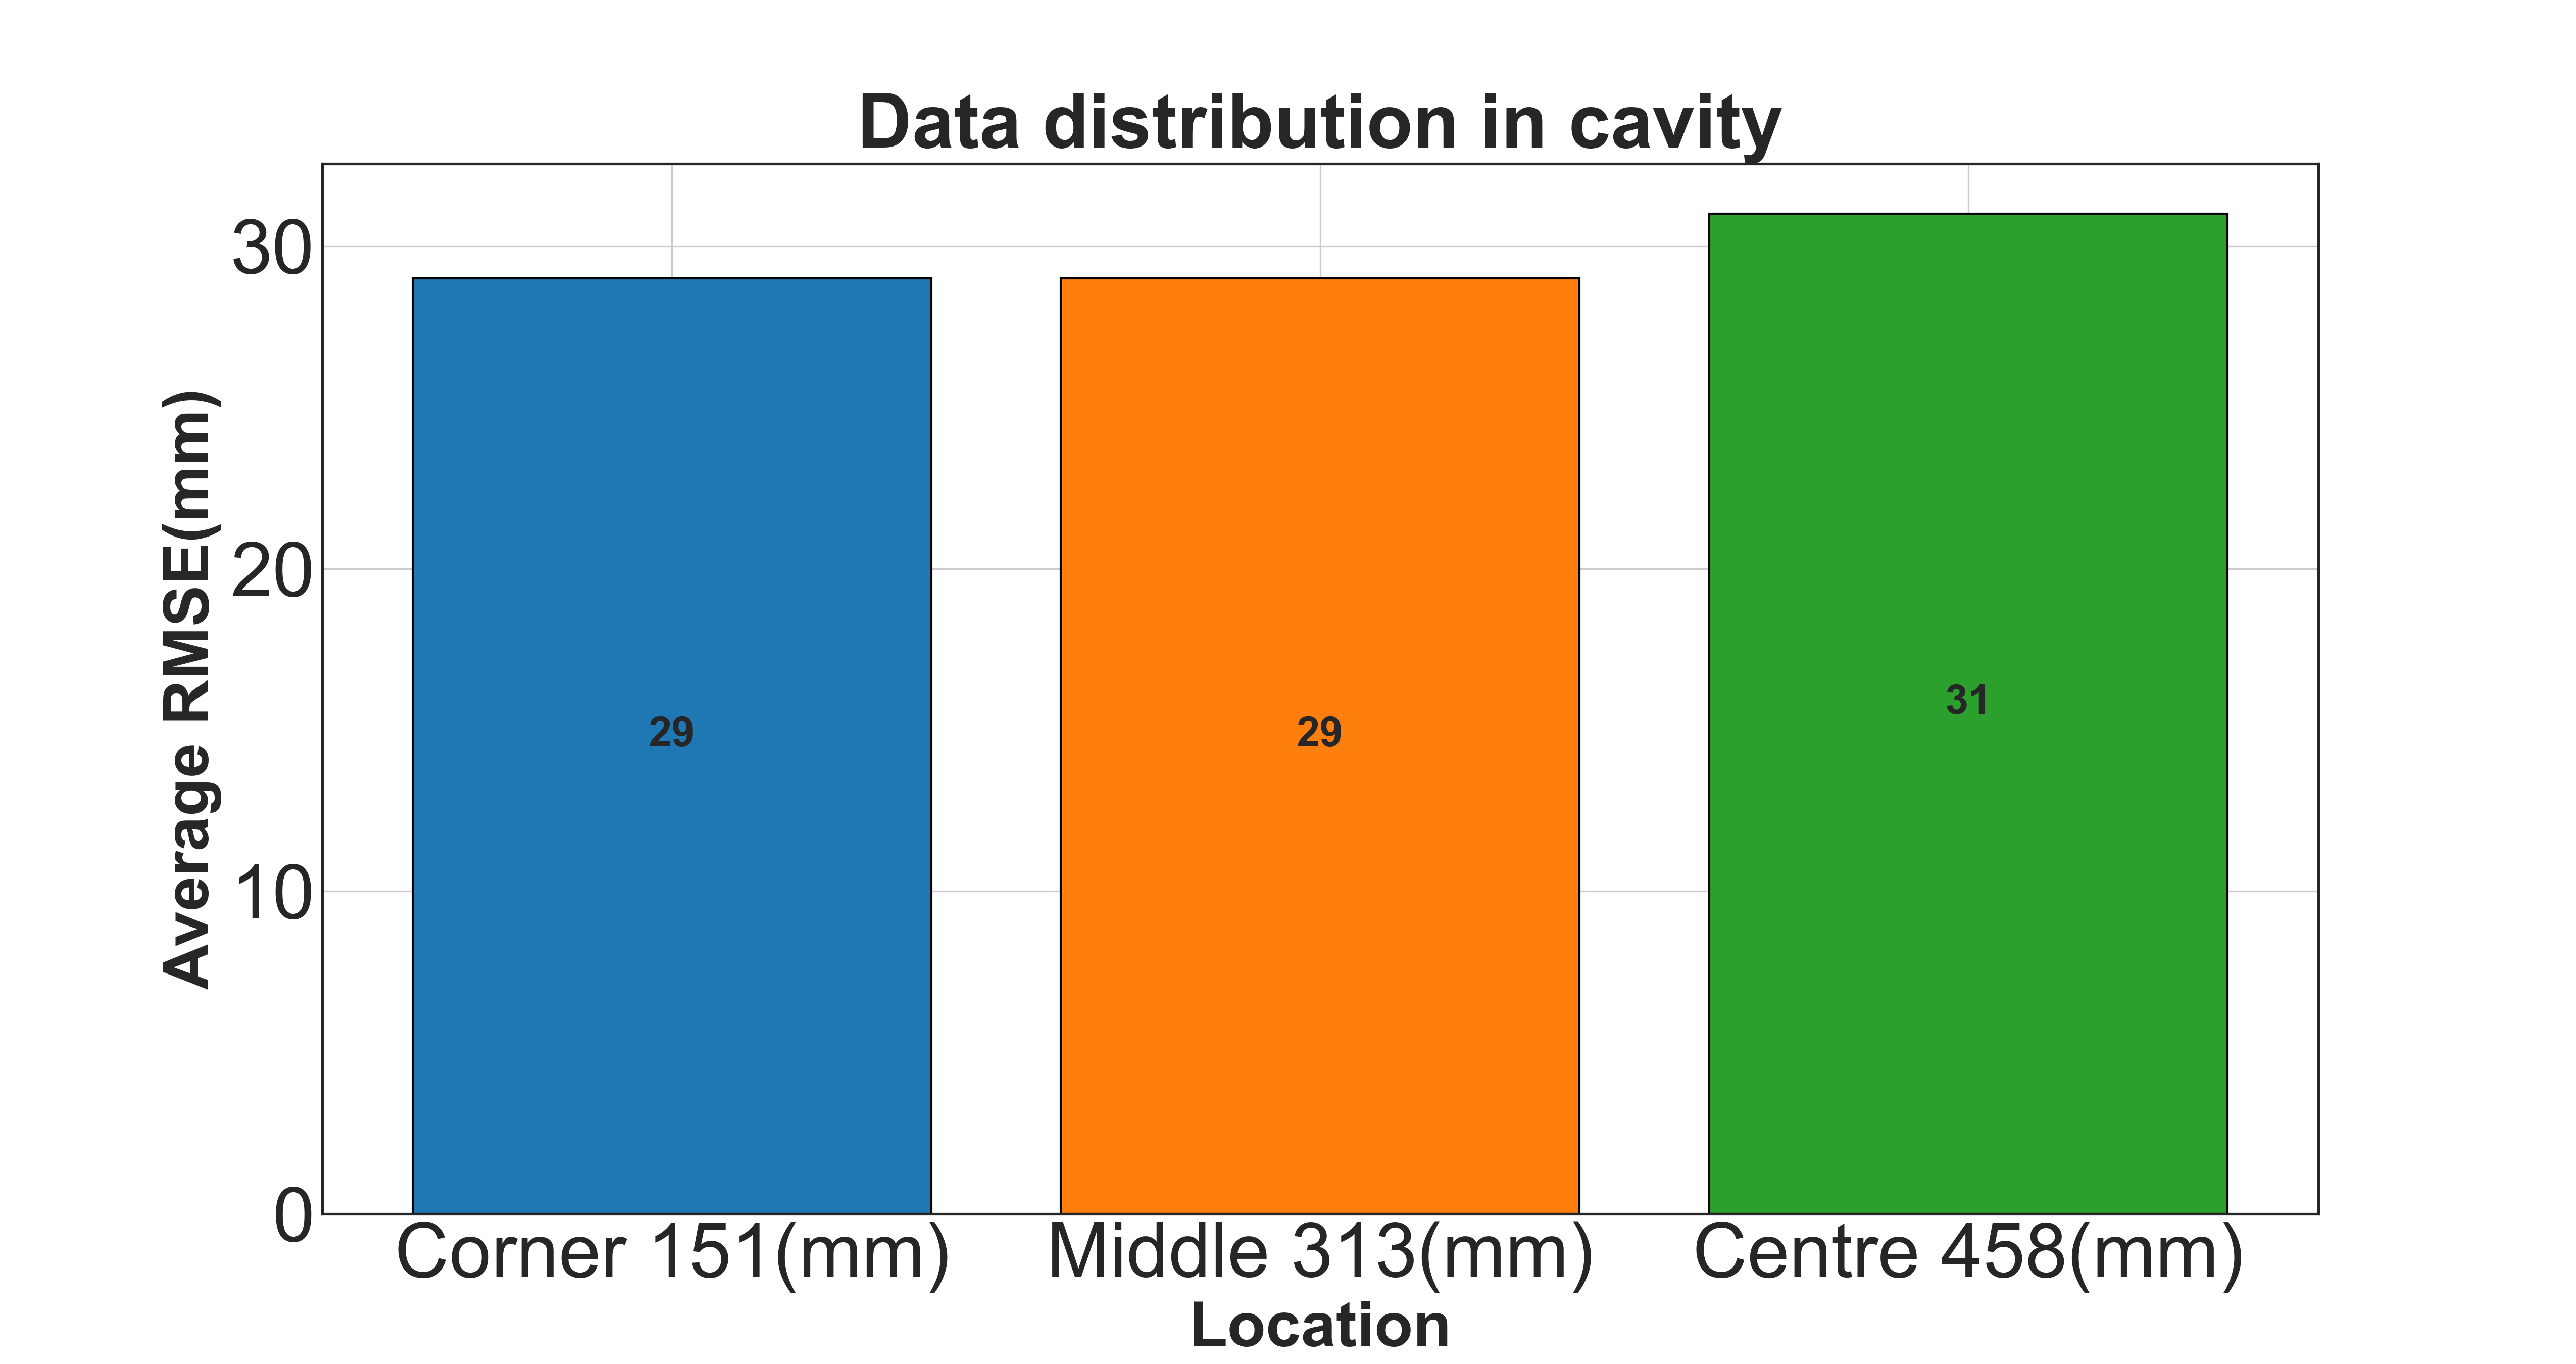 Data distribution in cavity
Average RMSE(mm)
30
20
10
0
29
29
31
Corner 151(mm)
Middle 313(mm)
Centre 458(mm)
Location